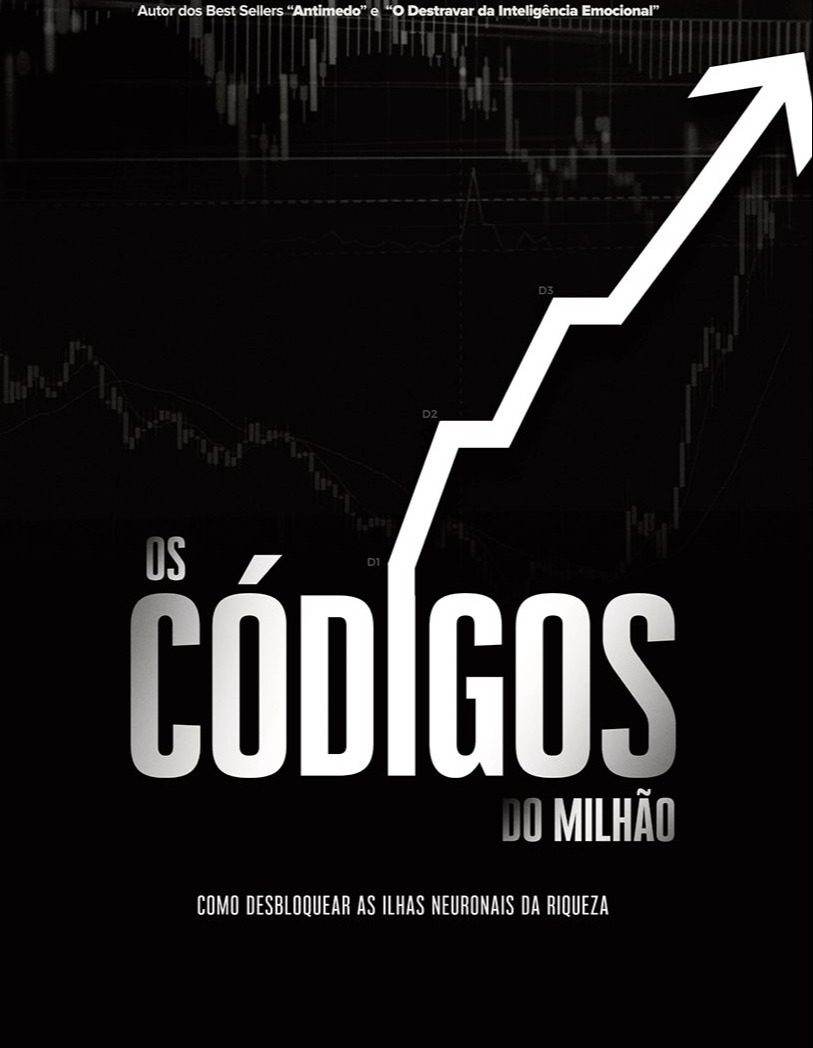 Autor dos Best Sellers “Antimedo” e “O Destravar da Inteligência Emocional”
D3
D2
D1
OS
CÓDIGOS
DO MILHÃO
COMO DESBLOQUEAR AS ILHAS NEURONAIS DA RIQUEZA